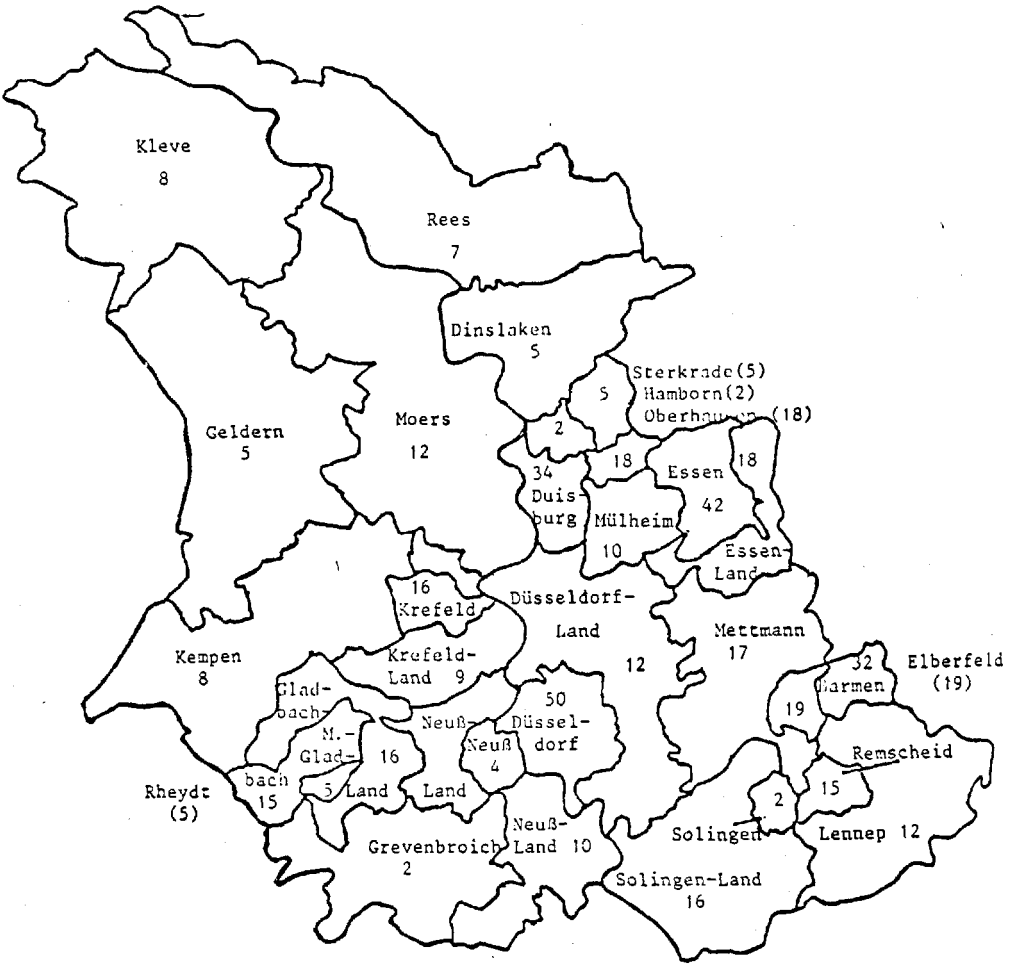 Kleve
8
Rees
7
Dinslaken
5
Sterkrade(5)
Hamborn(2)
Oberhausen (18)
5
2
18
18
Geldern
5
Moers
12
34
Duis-
burg
Essen
42
Mülheim
10
Essen-
Land
16
Krefeld
Düsseldorf-
Land
12
Mettmann
17
Kempen
8
Krefeld-
Land 9
32
Barmen
Elberfeld
(19)
19
Glad-
bach-
Neuß-
50
Düssel-
dorf
M.-
Glad-
bach
15
16
5 Land
Land
Neuß
4
Rheydt
(5)
Remscheid
15
2
Solingen
Lennep 12
Neuß-
Land 10
Grevenbroich
2
Solingen-Land
16